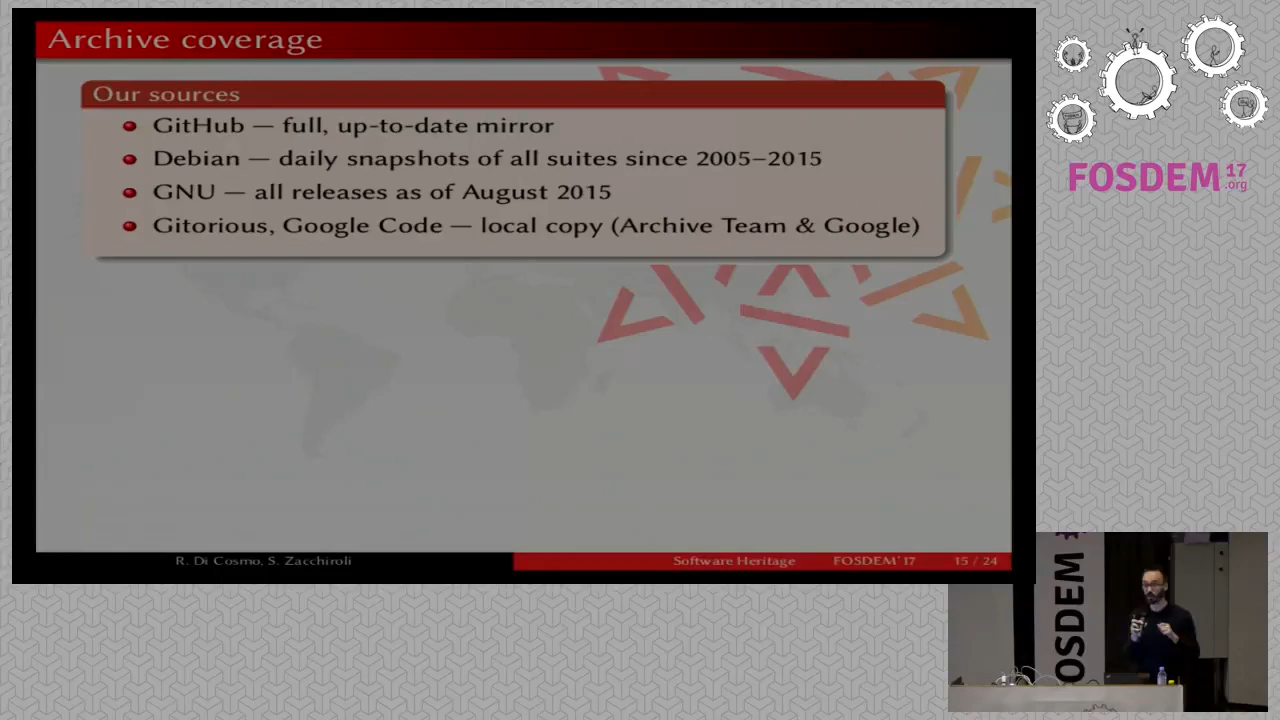 Archive coverage
Our sources
GitHub — full, up-to-date mirror
Debian — daily snapshots of all suites since 2005–2015
GNU — all releases as of August 2015
Gitorious, Google Code — local copy (Archive Team & Google)
R. Di Cosmo, S. Zacchiroli
Software Heritage
FOSDEM'17
15 / 24
FOSDEM 17
.org
OSDEM